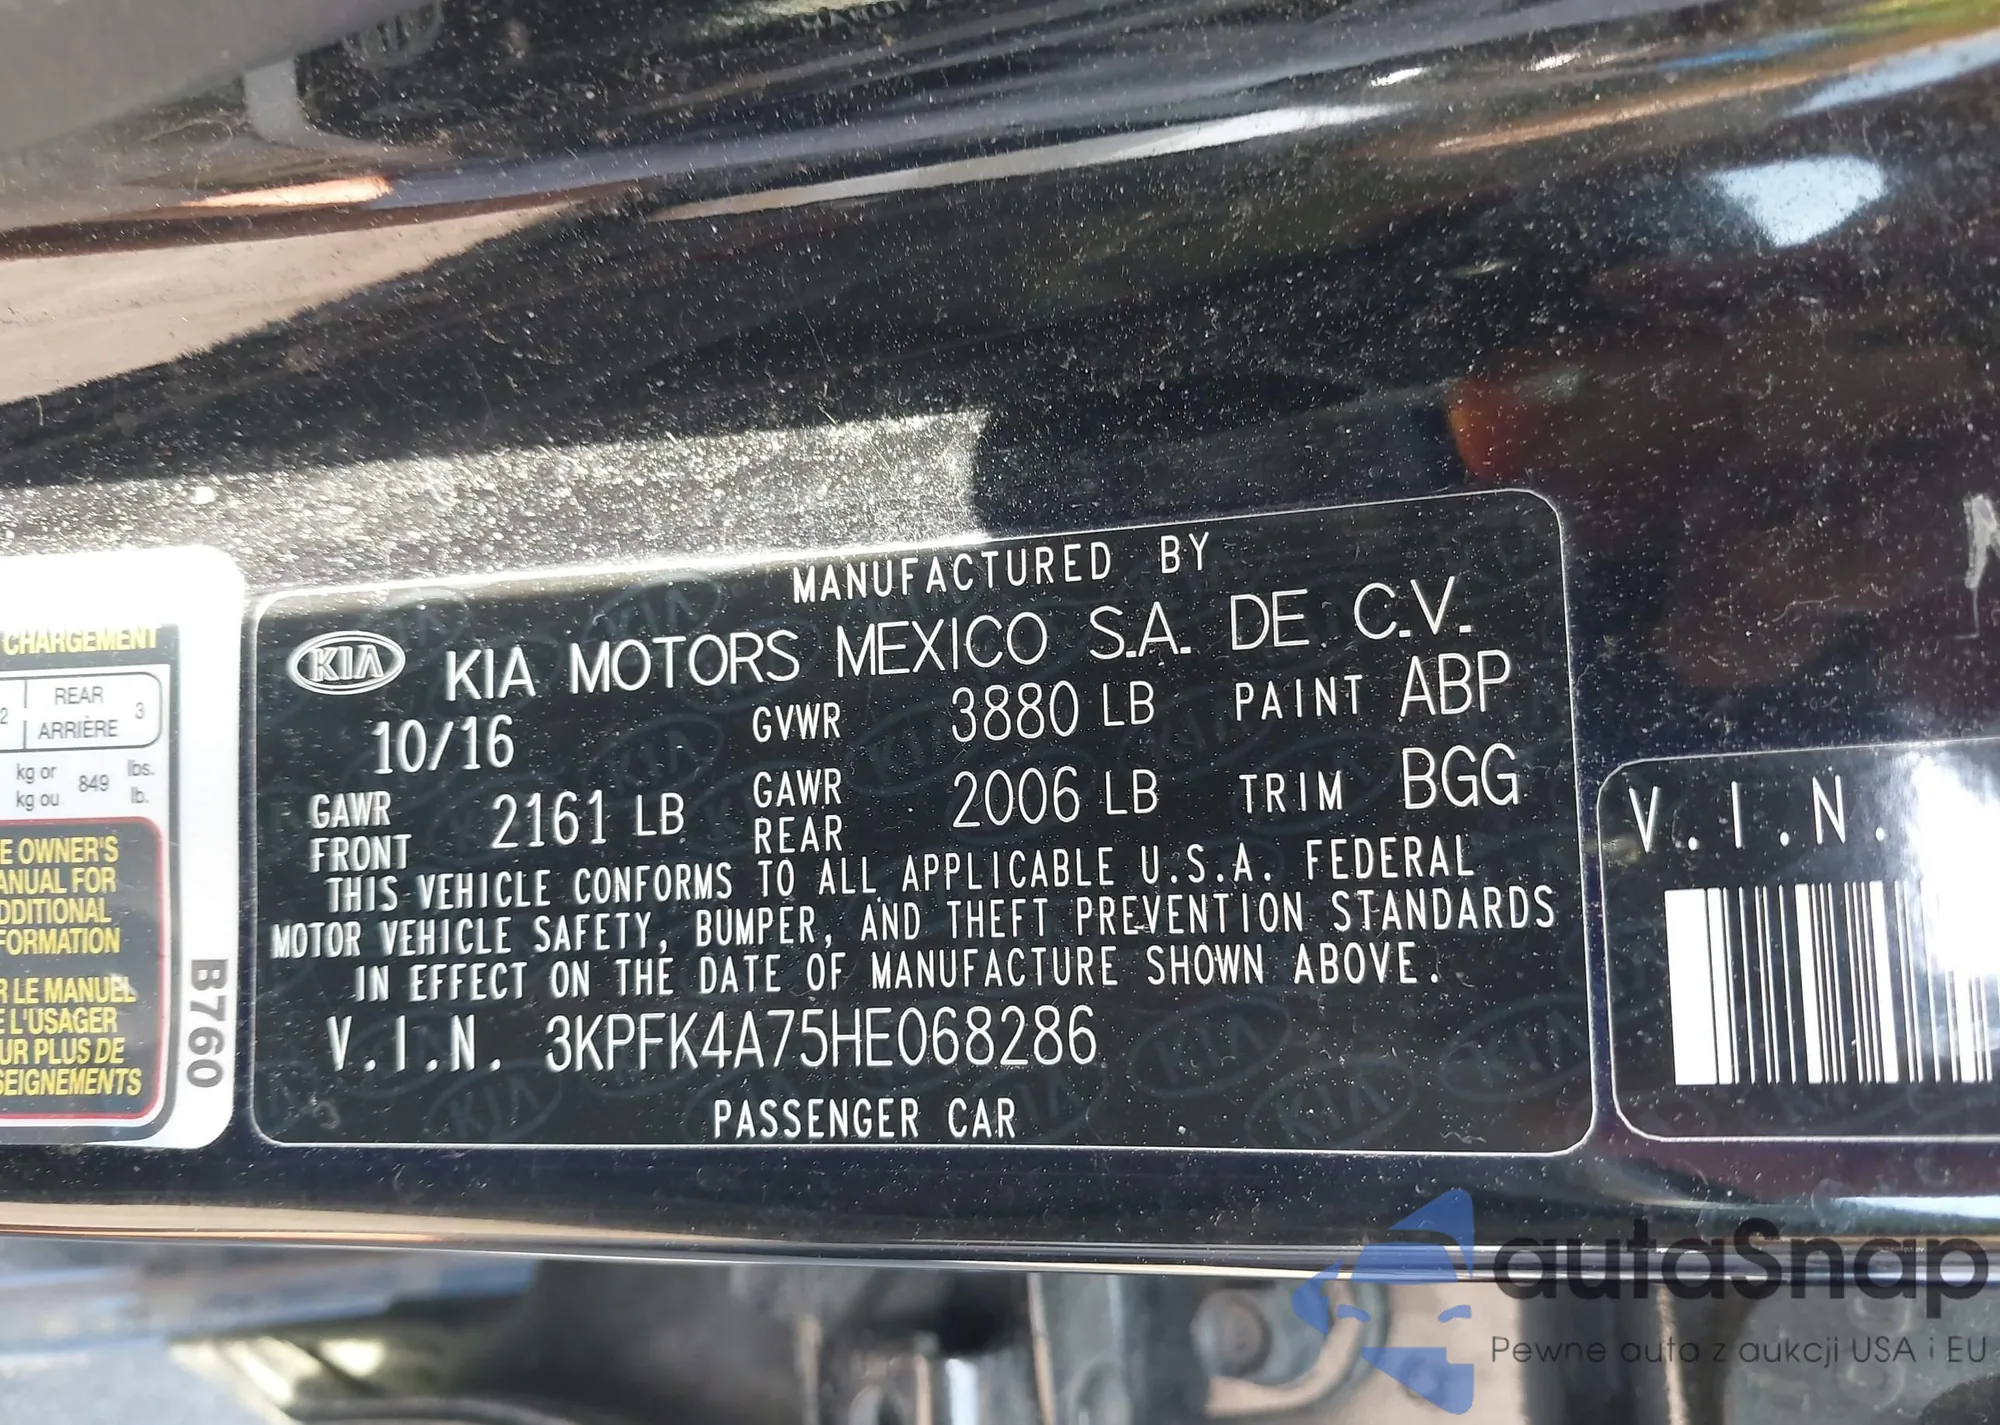 CHARGEMENT
2 REAR ARRIÈRE 3
kg or
kg ou 849 lbs.
lb.
E OWNER'S
ANUAL FOR
DDITIONAL
FORMATION
R LE MANUEL
E L'USAGER
UR PLUS DE
SEIGNEMENTS
B760
MANUFACTURED BY
KIA KIA MOTORS MEXICO S.A. DE C.V.
10/16 GVWR 3880 LB PAINT ABP
GAWR FRONT 2161 LB GAWR REAR 2006 LB TRIM BGG
THIS VEHICLE CONFORMS TO ALL APPLICABLE U.S.A. FEDERAL
MOTOR VEHICLE SAFETY, BUMPER, AND THEFT PREVENTION STANDARDS
IN EFFECT ON THE DATE OF MANUFACTURE SHOWN ABOVE.
V.I.N. 3KPFK4A75HE068286
PASSENGER CAR
V.I.N.
autaSnap
Pewne auta z aukcji USA i EU